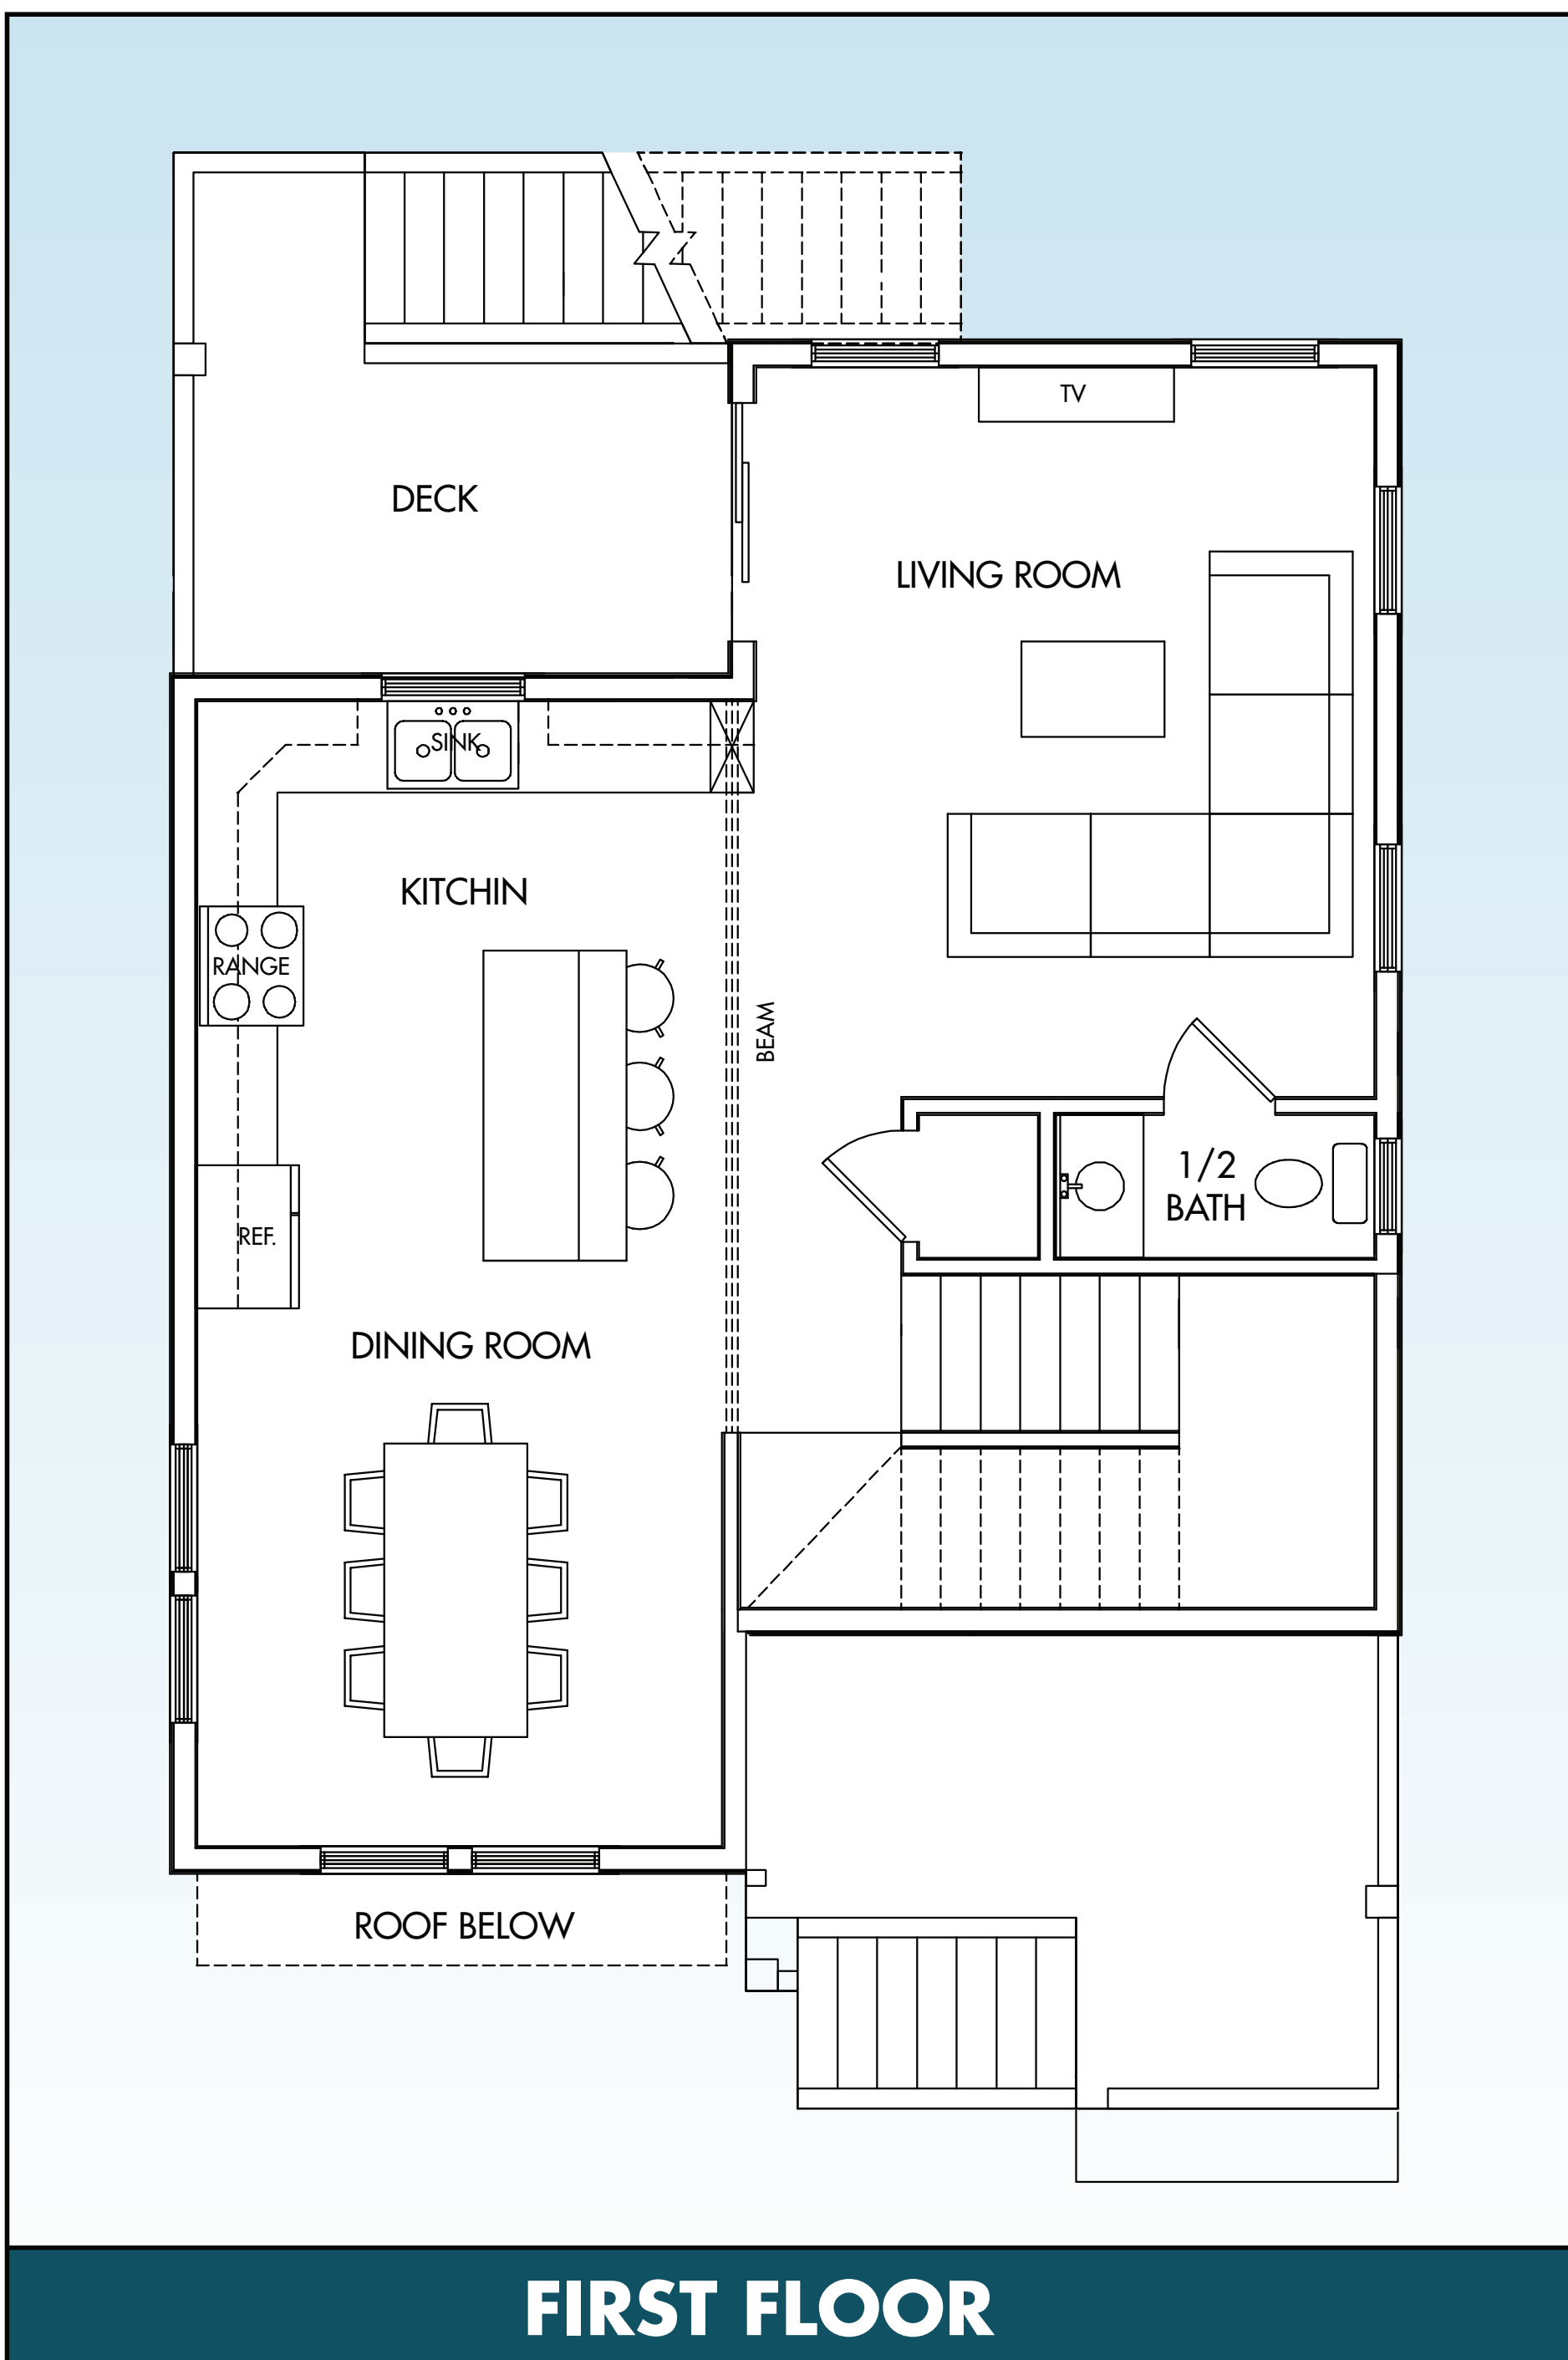 TV
DECK
LIVING ROOM
SINK
KITCHIN
RANGE
BEAM
1/2
BATH
REF.
DINING ROOM
ROOF BELOW
FIRST FLOOR